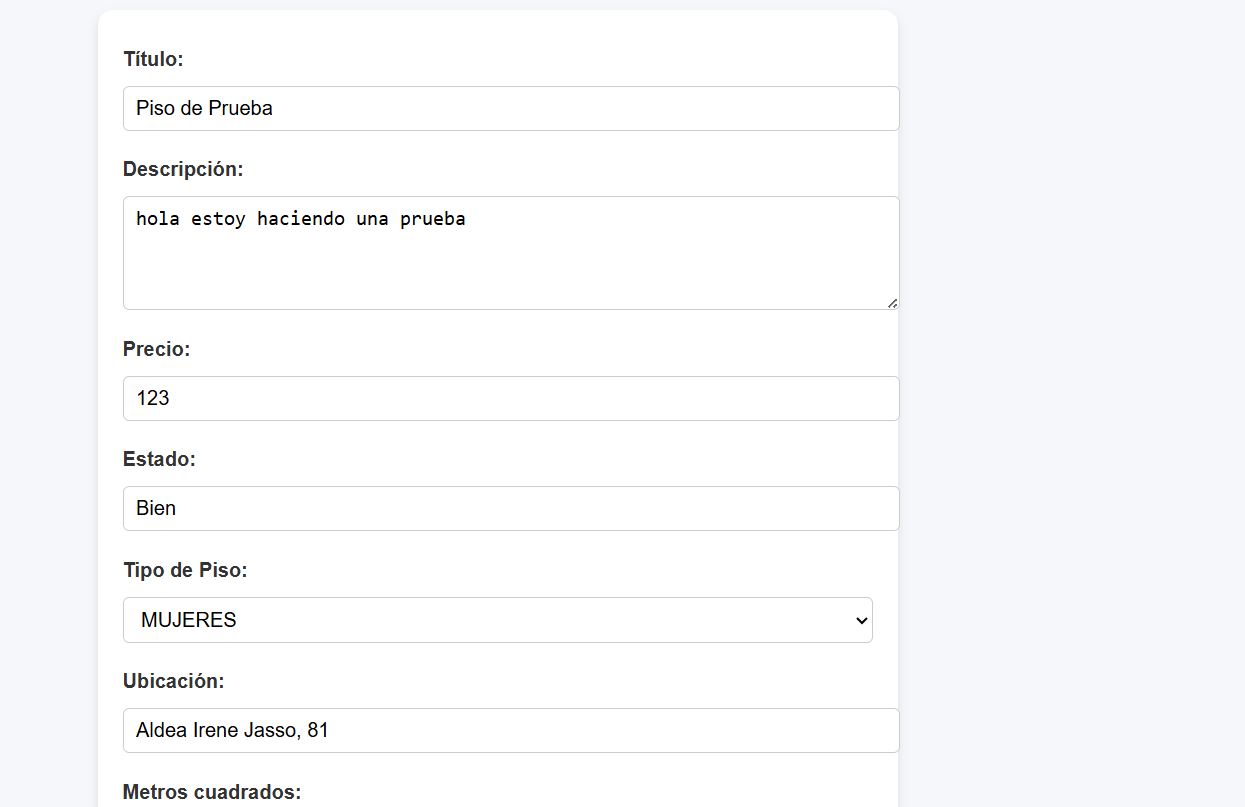 Título:
Piso de Prueba
Descripción:
hola estoy haciendo una prueba
Precio:
123
Estado:
Bien
Tipo de Piso:
MUJERES
Ubicación:
Aldea Irene Jasso, 81
Metros cuadrados: